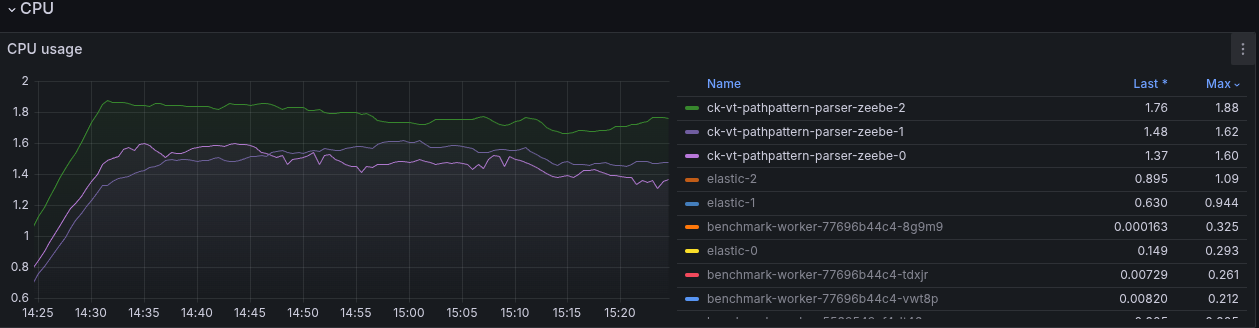 CPU
CPU usage
Name Last * Max
ck-vt-pathpattern-parser-zeebe-2 1.76 1.88
ck-vt-pathpattern-parser-zeebe-1 1.48 1.62
ck-vt-pathpattern-parser-zeebe-0 1.37 1.60
elastic-2 0.895 1.09
elastic-1 0.630 0.944
benchmark-worker-77696b44c4-8g9m9 0.000163 0.325
elastic-0 0.149 0.293
benchmark-worker-77696b44c4-tdxjr 0.00729 0.261
benchmark-worker-77696b44c4-vwt8p 0.00820 0.212
2
1.8
1.6
1.4
1.2
1
0.8
0.6
14:25 14:30 14:35 14:40 14:45 14:50 14:55 15:00 15:05 15:10 15:15 15:20